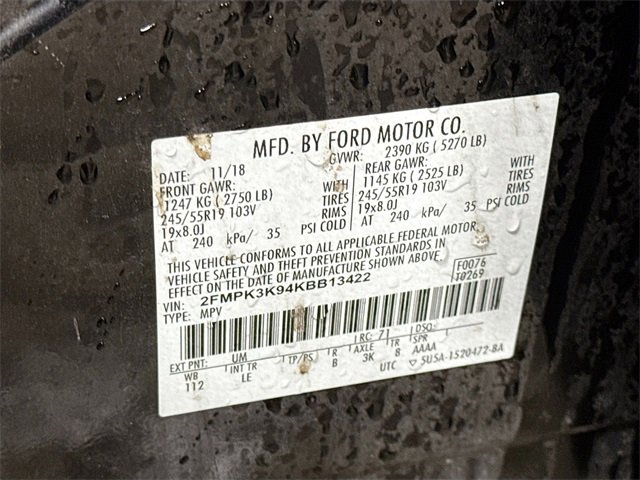 MFD. BY FORD MOTOR CO.
DATE: 11/18 GVWR: 2390 KG ( 5270 LB)
FRONT GAWR: REAR GAWR:
1247 KG ( 2750 LB) WITH 1145 KG ( 2525 LB) WITH
245/55R19 103V TIRES 245/55R19 103V TIRES
19x8.0J RIMS 19x8.0J RIMS
AT 240 kPa/ 35 PSI COLD AT 240 kPa/ 35 PSI COLD
THIS VEHICLE CONFORMS TO ALL APPLICABLE FEDERAL MOTOR
VEHICLE SAFETY AND THEFT PREVENTION STANDARDS IN
EFFECT ON THE DATE OF MANUFACTURE SHOWN ABOVE.
VIN: 2FMPK3K94KBB13422 F0076
TYPE: MPV T0269
EXT PNT: UM RC: 71 DSO:
WB INT TR TP/PS R AXLE TR SPR
112 LE B 3K 8 AAAA
UTC ▽ 5U5A-1520472-BA